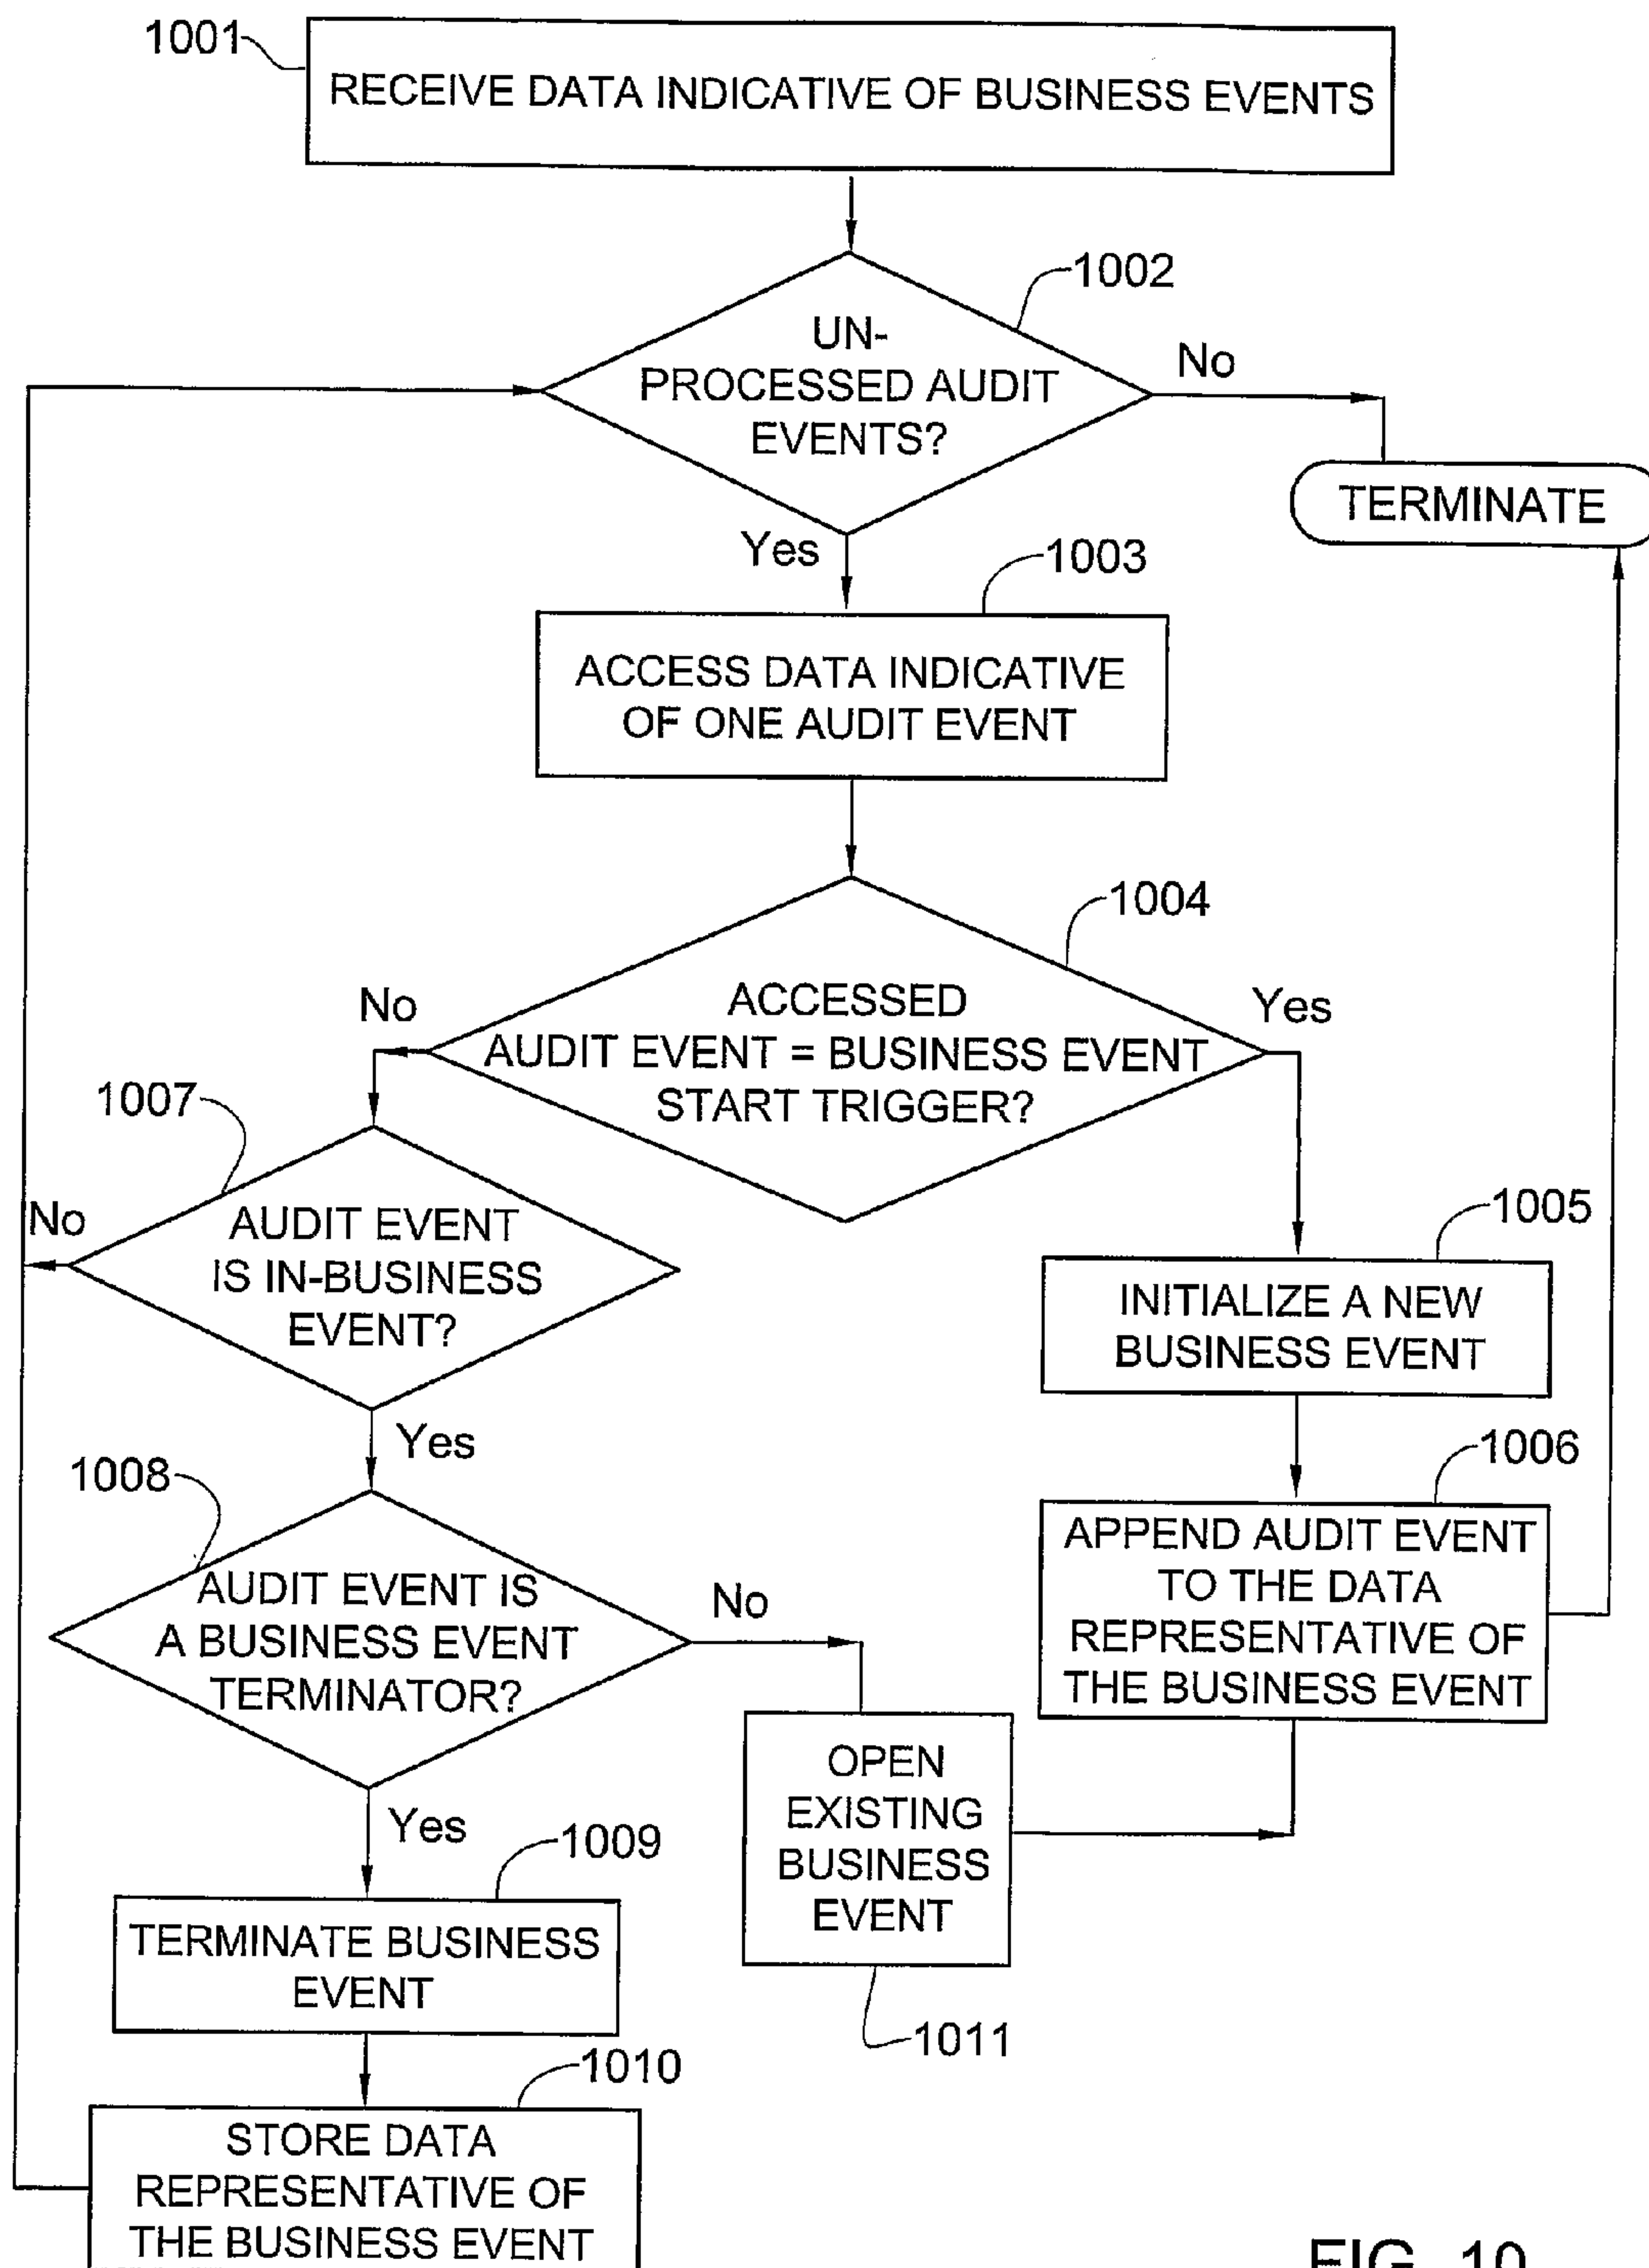 1001
RECEIVE DATA INDICATIVE OF BUSINESS EVENTS
1002
UN-
PROCESSED AUDIT
EVENTS?
No
TERMINATE
Yes
1003
ACCESS DATA INDICATIVE
OF ONE AUDIT EVENT
1004
ACCESSED
AUDIT EVENT = BUSINESS EVENT
START TRIGGER?
No
Yes
1007
AUDIT EVENT
IS IN-BUSINESS
EVENT?
No
1005
INITIALIZE A NEW
BUSINESS EVENT
Yes
1006
APPEND AUDIT EVENT
TO THE DATA
REPRESENTATIVE OF
THE BUSINESS EVENT
1008
AUDIT EVENT IS
A BUSINESS EVENT
TERMINATOR?
No
OPEN
EXISTING
BUSINESS
EVENT
1011
Yes
1009
TERMINATE BUSINESS
EVENT
1010
STORE DATA
REPRESENTATIVE OF
THE BUSINESS EVENT
FIG. 10